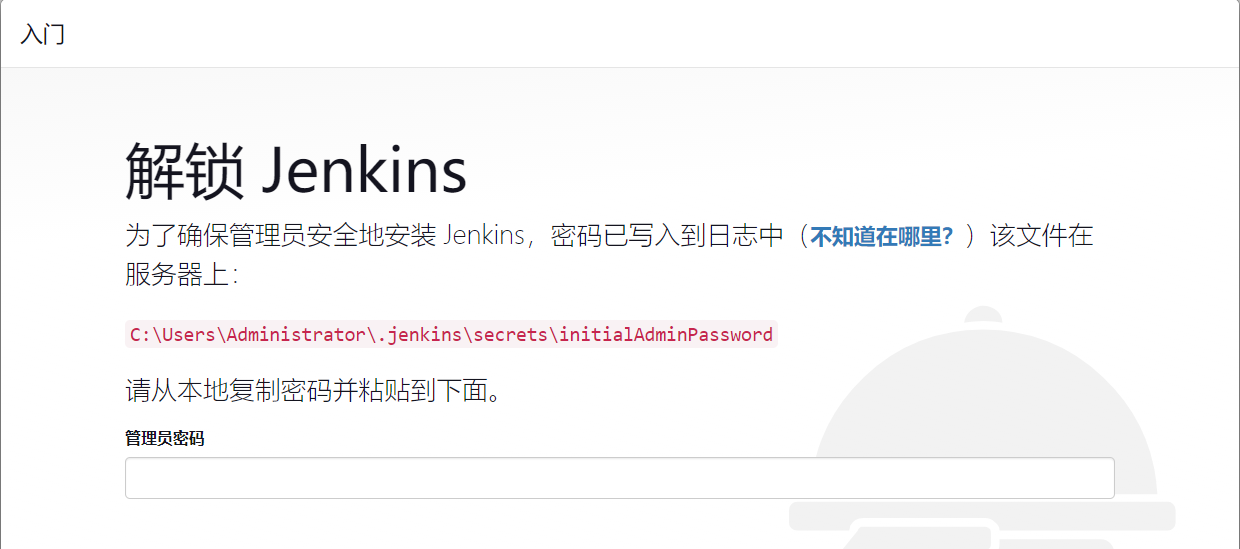 入门
解锁 Jenkins
为了确保管理员安全地安装 Jenkins，密码已写入到日志中（不知道在哪里？）该文件在
服务器上：
C:\Users\Administrator\.jenkins\secrets\initialAdminPassword
请从本地复制密码并粘贴到下面。
管理员密码